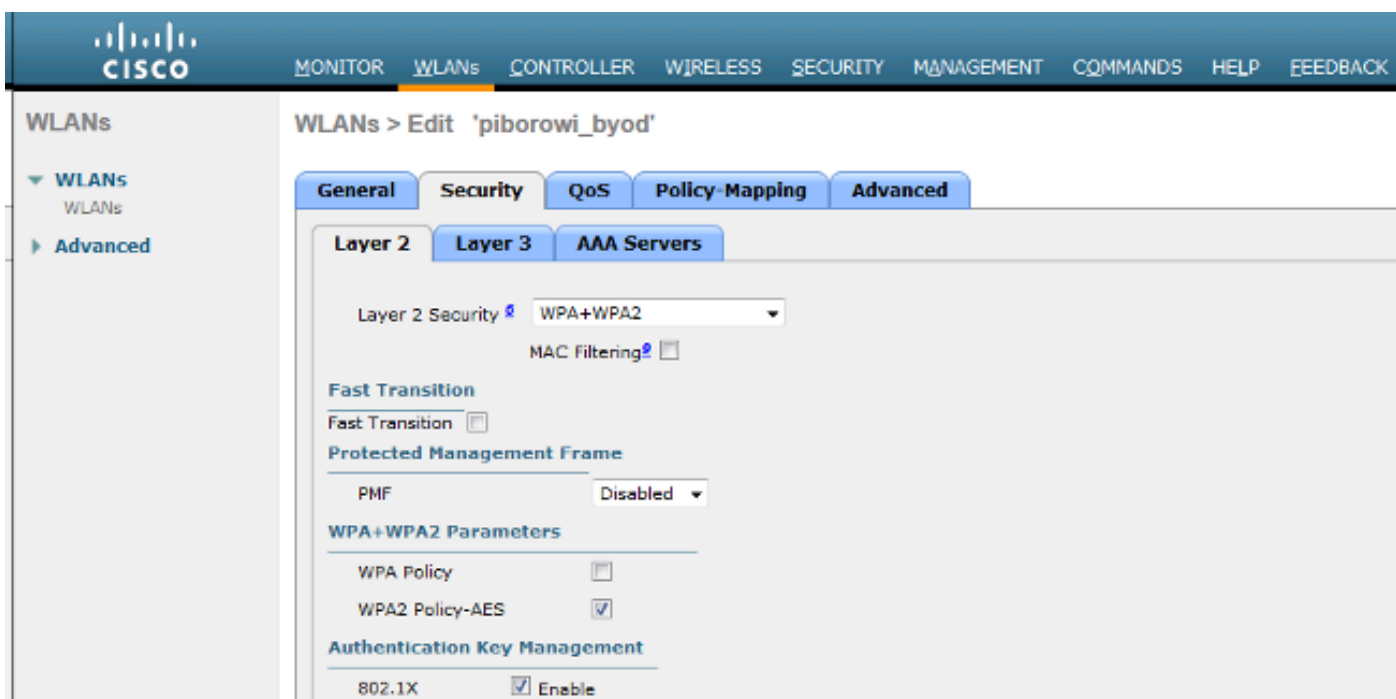 CISCO
MONITOR WLANs CONTROLLER WIRELESS SECURITY MANAGEMENT COMMANDS HELP FEEDBACK
WLANs
WLANs
WLANs
Advanced
WLANs > Edit 'piborowi_byod'
General Security QoS Policy-Mapping Advanced
Layer 2 Layer 3 AAA Servers
Layer 2 Security 6 WPA+WPA2
MAC Filtering 9
Fast Transition
Fast Transition
Protected Management Frame
PMF Disabled
WPA+WPA2 Parameters
WPA Policy
WPA2 Policy-AES
Authentication Key Management
802.1X Enable